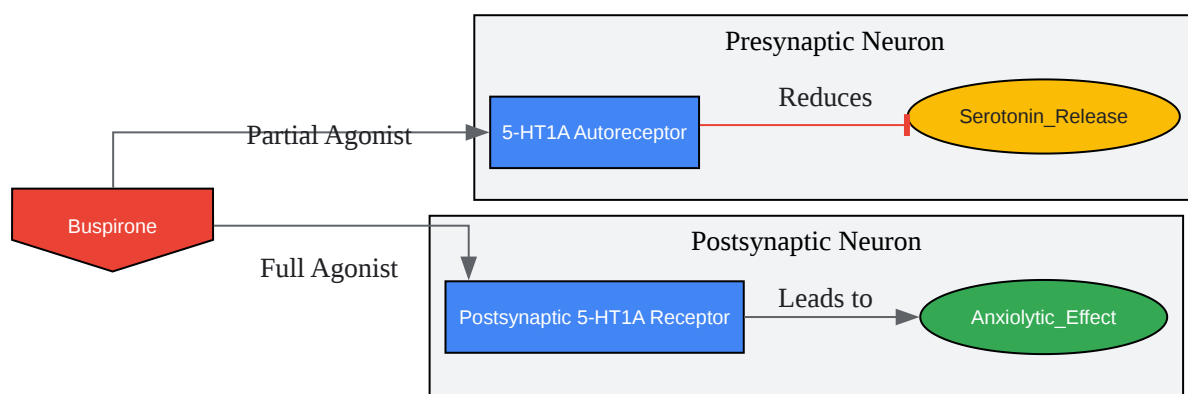 Presynaptic Neuron
Partial Agonist
5-HT1A Autoreceptor
Reduces
Serotonin_Release
Buspirone
Full Agonist
Postsynaptic Neuron
Postsynaptic 5-HT1A Receptor
Leads to
Anxiolytic_Effect